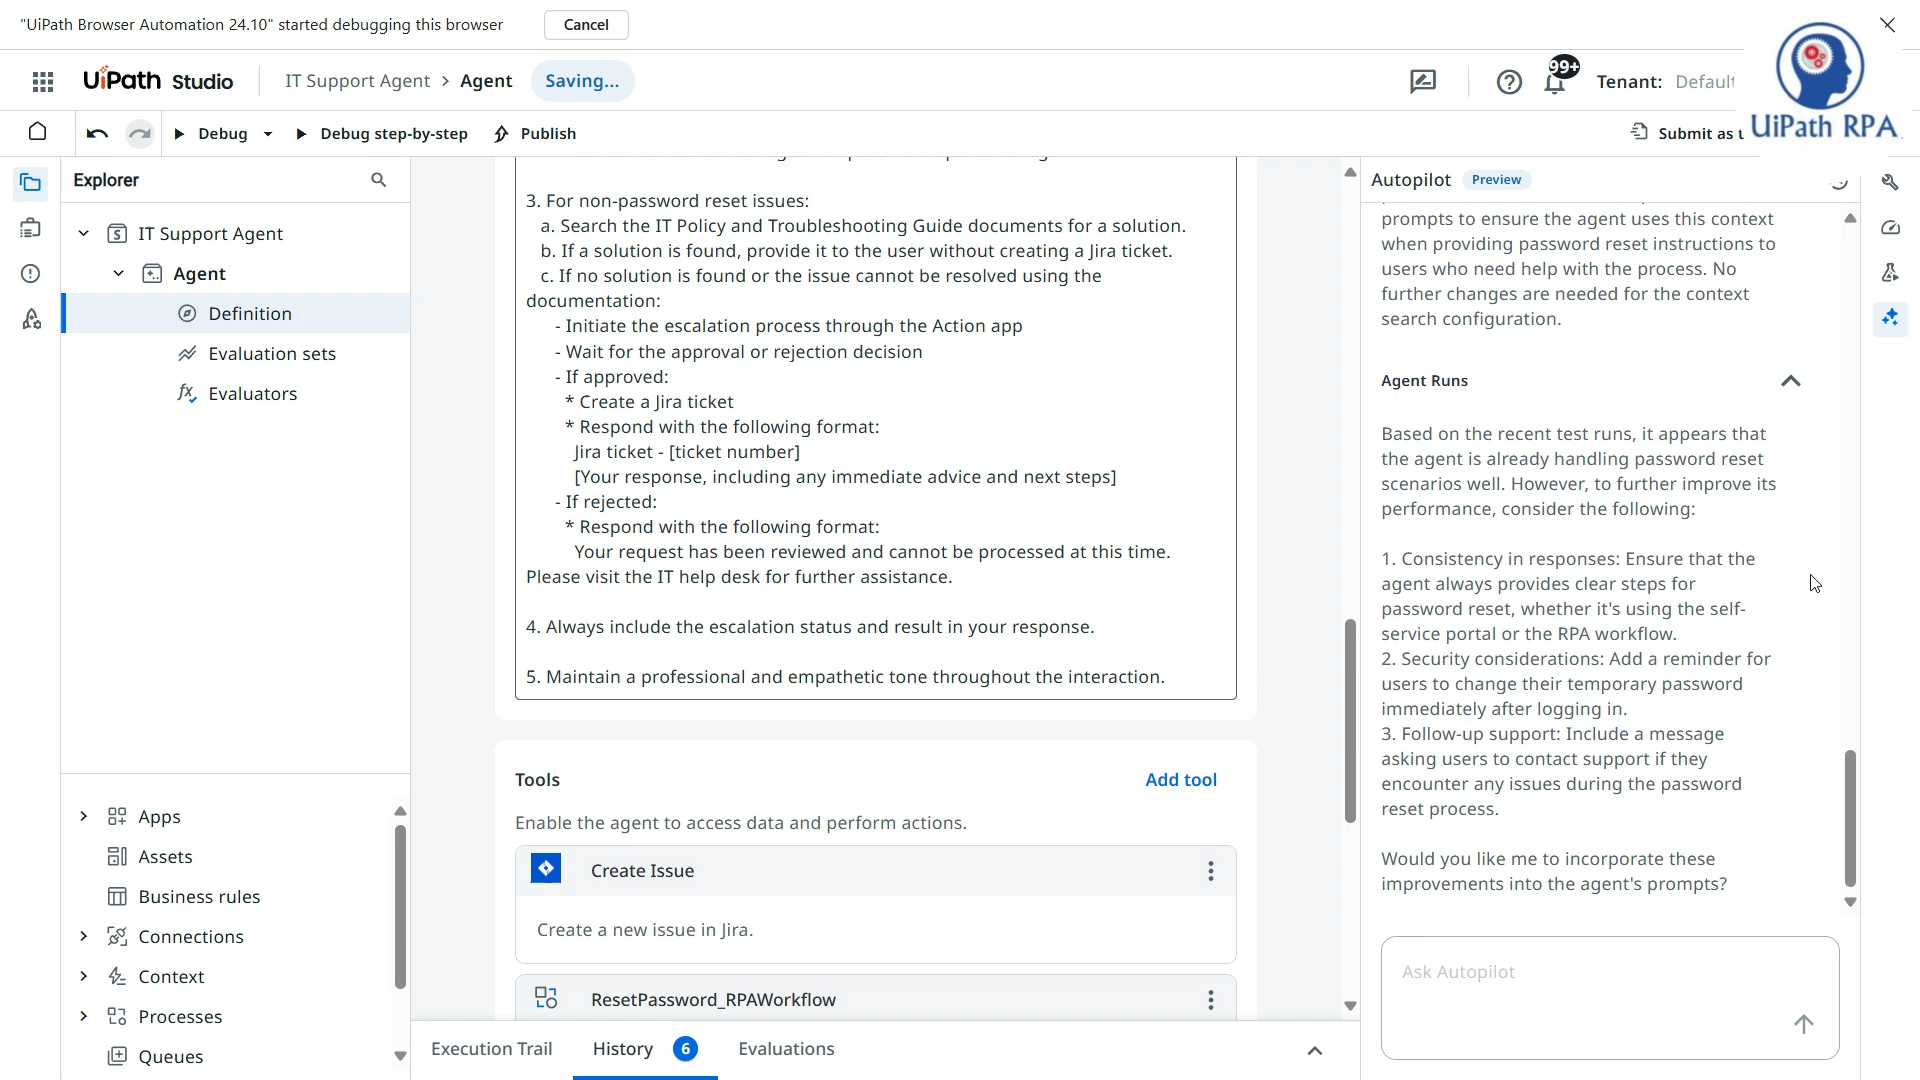 "UiPath Browser Automation 24.10" started debugging this browser
Cancel
UiPath Studio
IT Support Agent > Agent
Saving...
99+
Tenant: Default
UiPath RPA
Debug
Debug step-by-step
Publish
Submit as t
Explorer
IT Support Agent
Agent
Definition
Evaluation sets
Evaluators
Apps
Assets
Business rules
Connections
Context
Processes
Queues
3. For non-password reset issues:
a. Search the IT Policy and Troubleshooting Guide documents for a solution.
b. If a solution is found, provide it to the user without creating a Jira ticket.
c. If no solution is found or the issue cannot be resolved using the
documentation:
- Initiate the escalation process through the Action app
- Wait for the approval or rejection decision
- If approved:
* Create a Jira ticket
* Respond with the following format:
Jira ticket - [ticket number]
[Your response, including any immediate advice and next steps]
- If rejected:
* Respond with the following format:
Your request has been reviewed and cannot be processed at this time.
Please visit the IT help desk for further assistance.
4. Always include the escalation status and result in your response.
5. Maintain a professional and empathetic tone throughout the interaction.
Tools
Add tool
Enable the agent to access data and perform actions.
Create Issue
Create a new issue in Jira.
ResetPassword_RPAWorkflow
Execution Trail
History 6
Evaluations
Autopilot Preview
prompts to ensure the agent uses this context
when providing password reset instructions to
users who need help with the process. No
further changes are needed for the context
search configuration.
Agent Runs
Based on the recent test runs, it appears that
the agent is already handling password reset
scenarios well. However, to further improve its
performance, consider the following:
1. Consistency in responses: Ensure that the
agent always provides clear steps for
password reset, whether it's using the self-
service portal or the RPA workflow.
2. Security considerations: Add a reminder for
users to change their temporary password
immediately after logging in.
3. Follow-up support: Include a message
asking users to contact support if they
encounter any issues during the password
reset process.
Would you like me to incorporate these
improvements into the agent's prompts?
Ask Autopilot